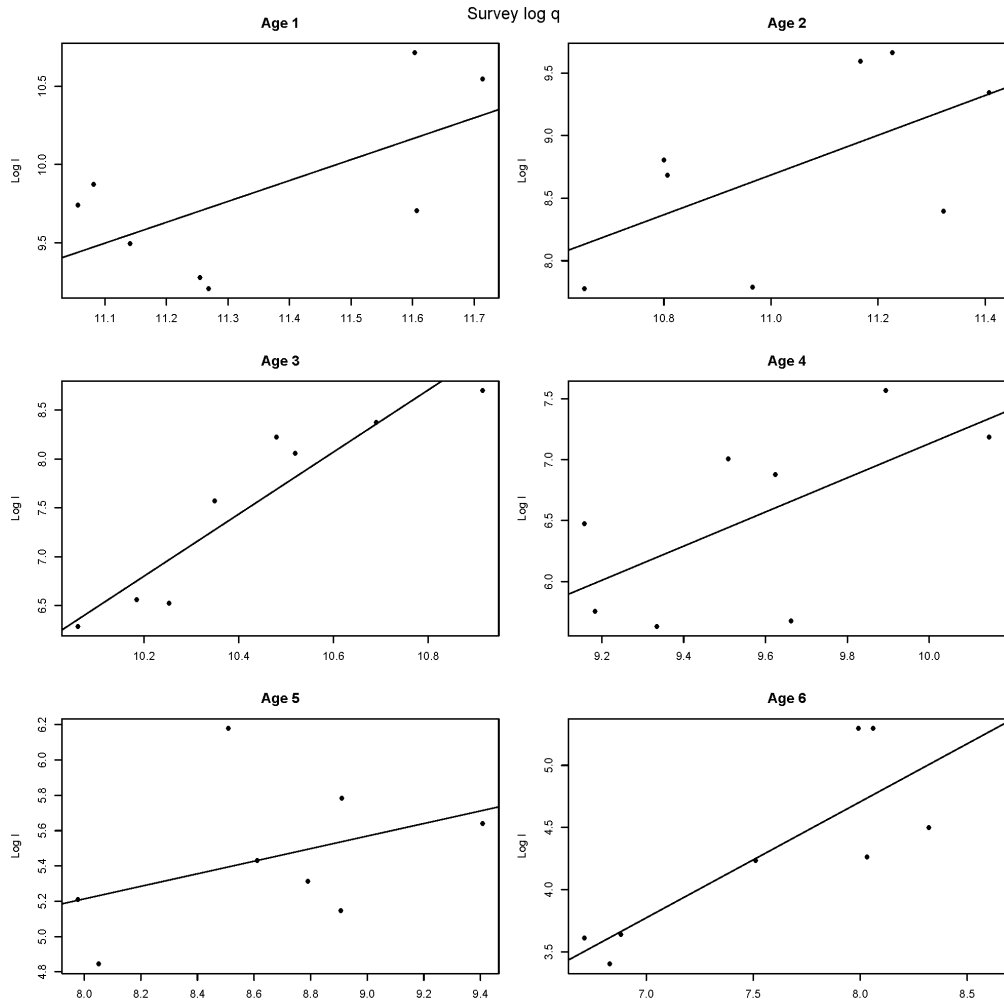 Survey log q
Age 1
Age 2
Log I
10.5
10.0
9.5
11.1 11.2 11.3 11.4 11.5 11.6 11.7
9.5
9.0
8.5
8.0
10.8 11.0 11.2 11.4
Age 3
Age 4
Log I
8.5
8.0
7.5
7.0
6.5
10.2 10.4 10.6 10.8
Log I
7.5
7.0
6.5
6.0
9.2 9.4 9.6 9.8 10.0
Age 5
Age 6
Log I
6.2
6.0
5.8
5.6
5.4
5.2
5.0
4.8
8.0 8.2 8.4 8.6 8.8 9.0 9.2 9.4
Log I
5.0
4.5
4.0
3.5
7.0 7.5 8.0 8.5
Log I